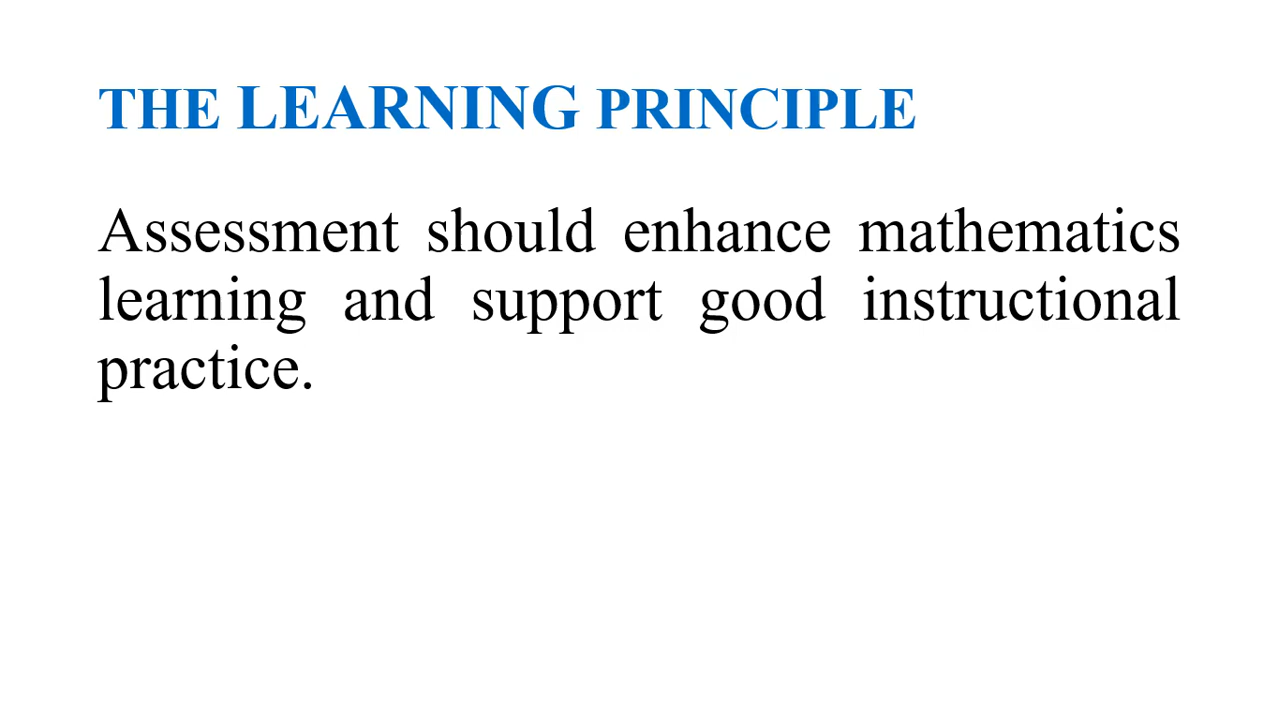 THE LEARNING PRINCIPLE
Assessment should enhance mathematics
learning and support good instructional
practice.